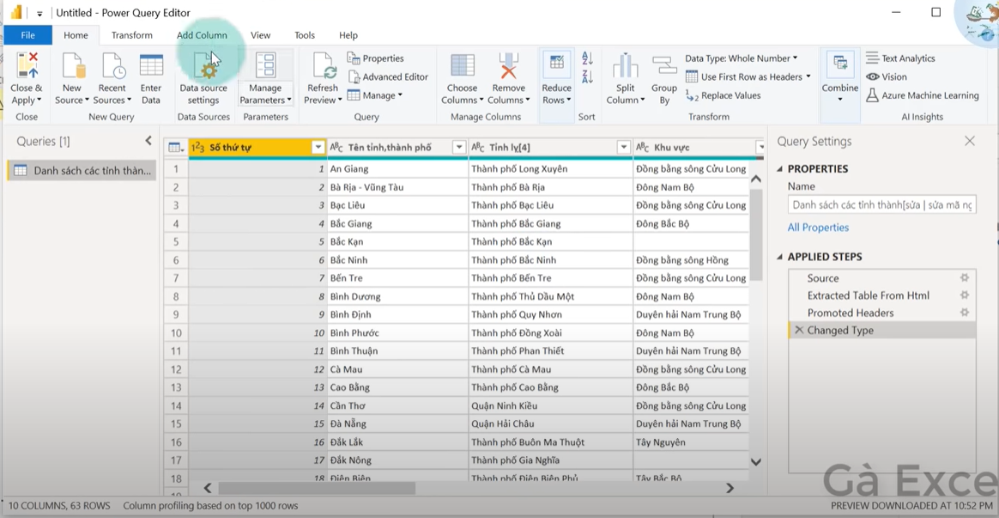 Untitled - Power Query Editor
File Home Transform Add Column View Tools Help
Close & Apply
New Source
Recent Sources
Enter Data
Data source settings
Manage Parameters
Refresh Preview
Properties
Advanced Editor
Manage
Choose Columns
Remove Columns
Reduce Rows
Split Column
Group By
Data Type: Whole Number
Use First Row as Headers
1→2 Replace Values
Combine
Text Analytics
Vision
Azure Machine Learning
Close New Query Data Sources Parameters Query Manage Columns Sort Transform AI Insights
Queries [1]
Danh sách các tỉnh thàn...
123 Số thứ tự ABC Tên tỉnh,thành phố ABC Tỉnh lỵ[4] ABC Khu vực
1 1 An Giang Thành phố Long Xuyên Đồng bằng sông Cửu Long
2 2 Bà Rịa - Vũng Tàu Thành phố Bà Rịa Đông Nam Bộ
3 3 Bạc Liêu Thành phố Bạc Liêu Đồng bằng sông Cửu Long
4 4 Bắc Giang Thành phố Bắc Giang Đông Bắc Bộ
5 5 Bắc Kạn Thành phố Bắc Kạn
6 6 Bắc Ninh Thành phố Bắc Ninh Đồng bằng sông Hồng
7 7 Bến Tre Thành phố Bến Tre Đồng bằng sông Cửu Long
8 8 Bình Dương Thành phố Thủ Dầu Một Đông Nam Bộ
9 9 Bình Định Thành phố Quy Nhơn Duyên hải Nam Trung Bộ
10 10 Bình Phước Thành phố Đồng Xoài Đông Nam Bộ
11 11 Bình Thuận Thành phố Phan Thiết Duyên hải Nam Trung Bộ
12 12 Cà Mau Thành phố Cà Mau Đồng bằng sông Cửu Long
13 13 Cao Bằng Thành phố Cao Bằng Đông Bắc Bộ
14 14 Cần Thơ Quận Ninh Kiều Đồng bằng sông Cửu Long
15 15 Đà Nẵng Quận Hải Châu Duyên hải Nam Trung Bộ
16 16 Đắk Lắk Thành phố Buôn Ma Thuột Tây Nguyên
17 17 Đắk Nông Thành phố Gia Nghĩa
18 18 Điện Biên Thành phố Điện Biên Phủ Tây Bắc Bộ
Query Settings
PROPERTIES
Name
Danh sách các tỉnh thành[sửa | sửa mã ng
All Properties
APPLIED STEPS
Source
Extracted Table From Html
Promoted Headers
Changed Type
Gà Exce
10 COLUMNS, 63 ROWS Column profiling based on top 1000 rows PREVIEW DOWNLOADED AT 10:52 PM